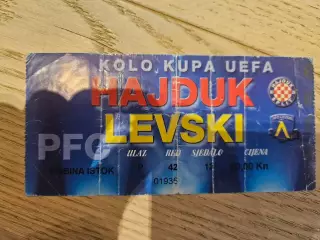 KOLO KUPA UEFA
HAJDUK
LEVSKI
PFC
ULAZ RED SJEDALO CIJENA
ISTOK 42 Kn
01935